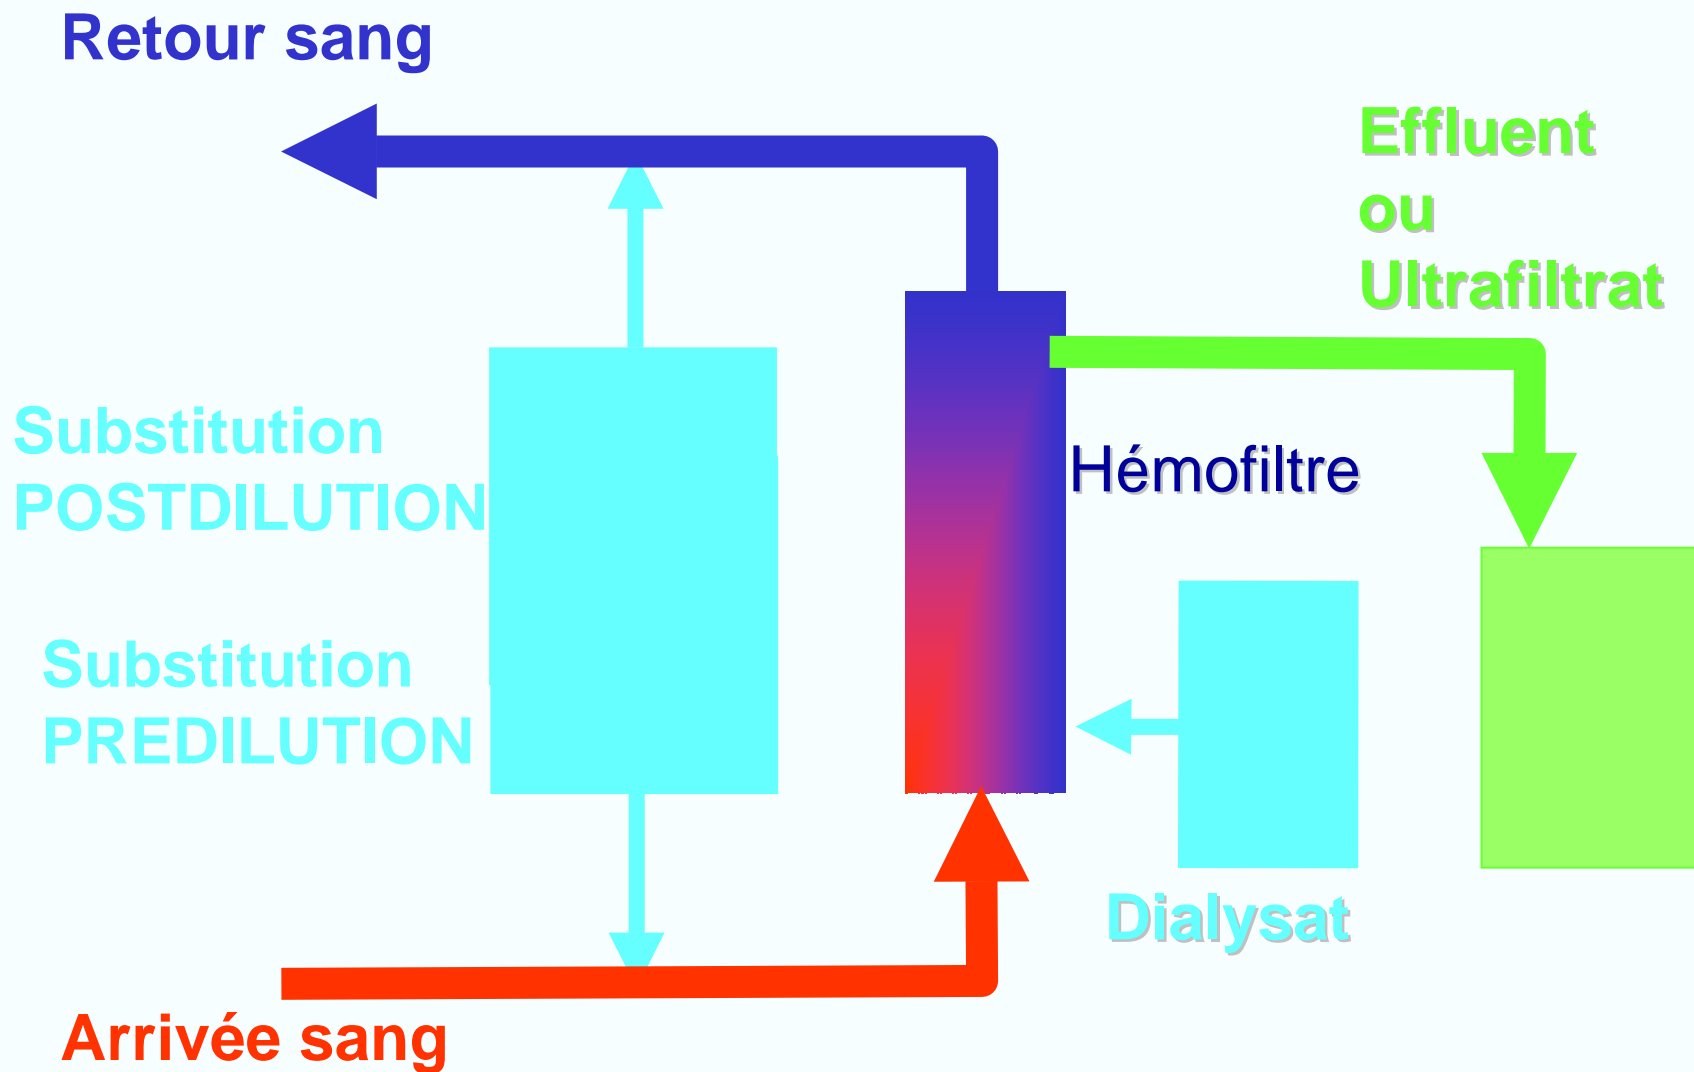 Retour sang
Effluent
ou
Ultrafiltrat
Substitution
POSTDILUTION
Hémofiltre
Substitution
PREDILUTION
Dialysat
Arrivée sang